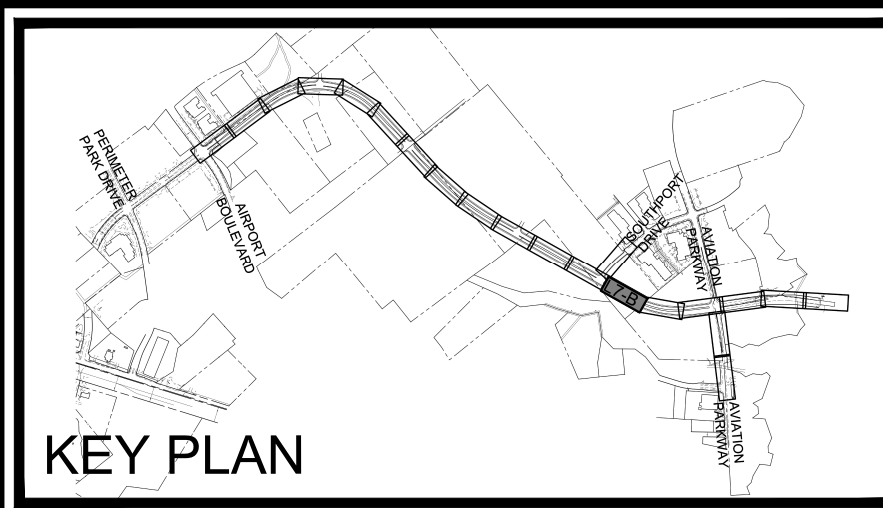 PERIMETER
PARK DRIVE
AIRPORT
BOULEVARD
SOUTHPORT
DRIVE
AVIATION
PARKWAY
7-B
AVIATION
PARKWAY
KEY PLAN